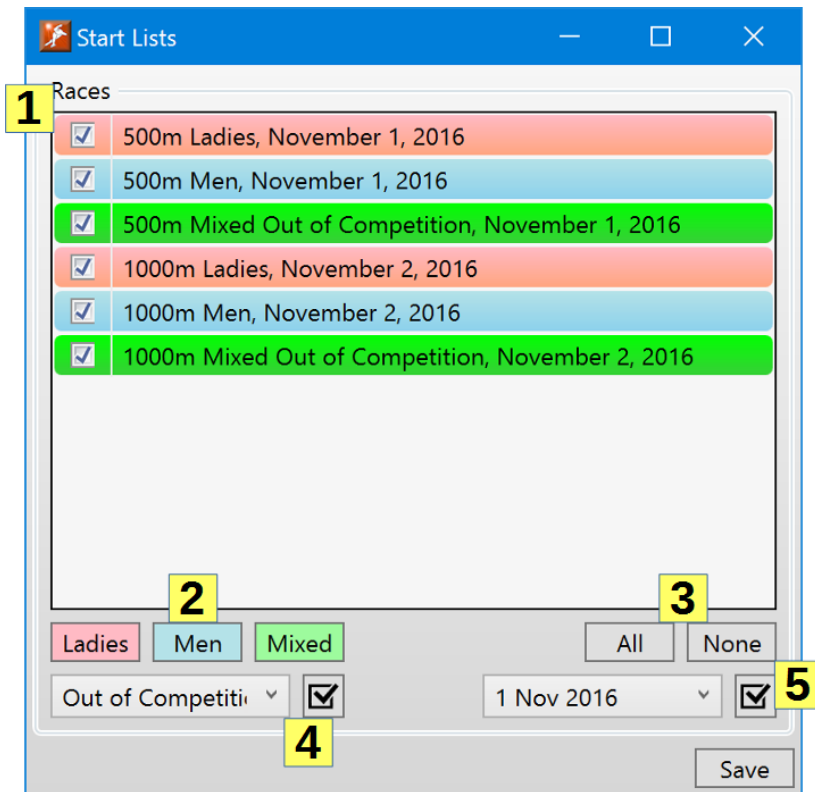 Start Lists
Races
1
500m Ladies, November 1, 2016
500m Men, November 1, 2016
500m Mixed Out of Competition, November 1, 2016
1000m Ladies, November 2, 2016
1000m Men, November 2, 2016
1000m Mixed Out of Competition, November 2, 2016
2 3
Ladies Men Mixed All None
Out of Competiti 1 Nov 2016 5
4
Save